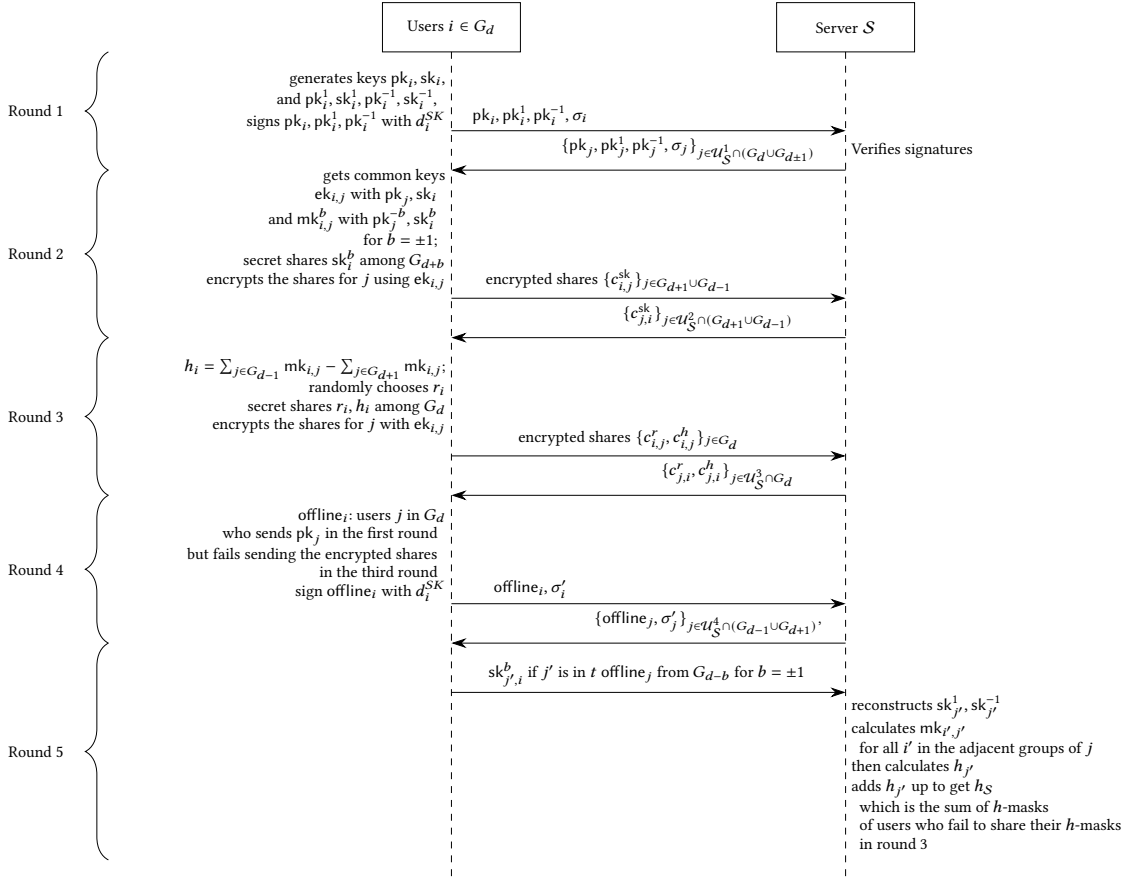 Users i ∈ G_d
Server 𝒮
Round 1
generates keys pk_i, sk_i,
and pk_i^1, sk_i^1, pk_i^{-1}, sk_i^{-1},
signs pk_i, pk_i^1, pk_i^{-1} with d_i^{SK}
pk_i, pk_i^1, pk_i^{-1}, σ_i
{pk_j, pk_j^1, pk_j^{-1}, σ_j}_{j∈𝒰_𝒮^1∩(G_d∪G_{d±1})}
Verifies signatures
Round 2
gets common keys
ek_{i,j} with pk_j, sk_i
and mk_{i,j}^b with pk_j^{-b}, sk_i^b
for b = ±1;
secret shares sk_i^b among G_{d+b}
encrypts the shares for j using ek_{i,j}
encrypted shares {c_{i,j}^{sk}}_{j∈G_{d+1}∪G_{d−1}}
{c_{j,i}^{sk}}_{j∈𝒰_𝒮^2∩(G_{d+1}∪G_{d−1})}
Round 3
h_i = ∑_{j∈G_{d−1}} mk_{i,j} − ∑_{j∈G_{d+1}} mk_{i,j};
randomly chooses r_i
secret shares r_i, h_i among G_d
encrypts the shares for j with ek_{i,j}
encrypted shares {c_{i,j}^r, c_{i,j}^h}_{j∈G_d}
{c_{j,i}^r, c_{j,i}^h}_{j∈𝒰_𝒮^3∩G_d}
Round 4
offline_i: users j in G_d
who sends pk_j in the first round
but fails sending the encrypted shares
in the third round
sign offline_i with d_i^{SK}
offline_i, σ'_i
{offline_j, σ'_j}_{j∈𝒰_𝒮^4∩(G_{d−1}∪G_{d+1})},
Round 5
sk_{j',i}^b if j' is in t offline_j from G_{d−b} for b = ±1
reconstructs sk_{j'}^1, sk_{j'}^{-1}
calculates mk_{i',j'}
for all i' in the adjacent groups of j
then calculates h_{j'}
adds h_{j'} up to get h_𝒮
which is the sum of h-masks
of users who fail to share their h-masks
in round 3